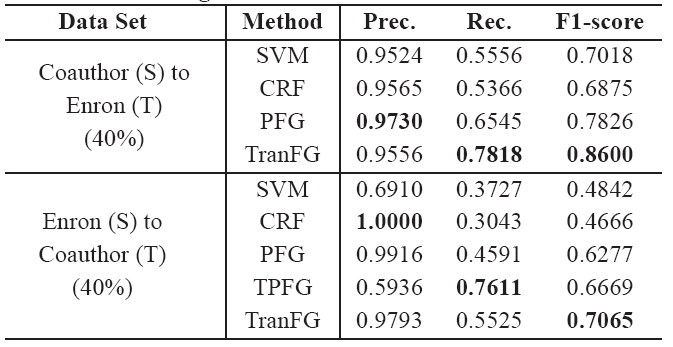 Data Set Method Prec. Rec. F1-score
Coauthor (S) to
Enron (T)
(40%)
SVM 0.9524 0.5556 0.7018
CRF 0.9565 0.5366 0.6875
PFG 0.9730 0.6545 0.7826
TranFG 0.9556 0.7818 0.8600
Enron (S) to
Coauthor (T)
(40%)
SVM 0.6910 0.3727 0.4842
CRF 1.0000 0.3043 0.4666
PFG 0.9916 0.4591 0.6277
TPFG 0.5936 0.7611 0.6669
TranFG 0.9793 0.5525 0.7065